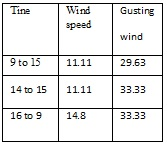 Tine Wind speed Gusting wind
9 to 15 11.11 29.63
14 to 15 11.11 33.33
16 to 9 14.8 33.33